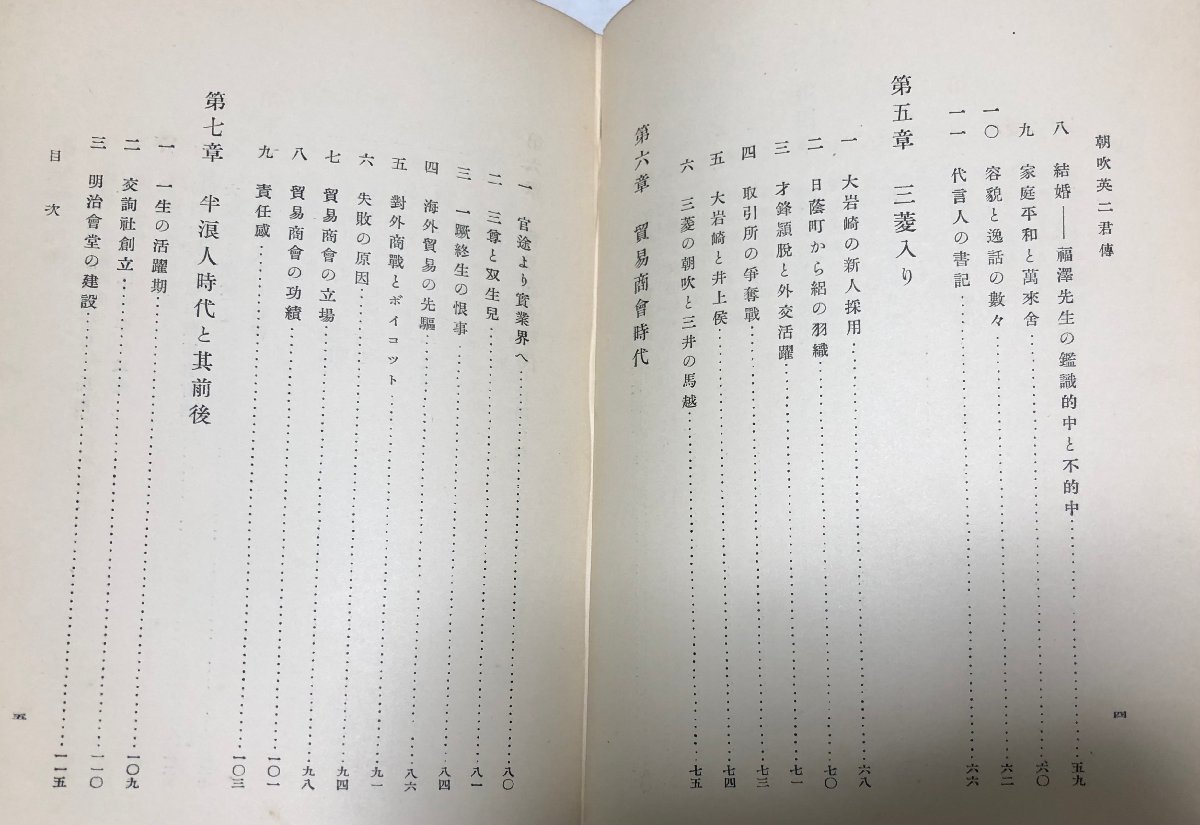 朝吹英二君傳
八 結婚——福澤先生の鑑識的中と不的中 五九
九 家庭平和と萬來舍 六〇
一〇 容貌と逸話の數々 六二
一一 代言人の書記 六六
第五章 三菱入り
一 大岩崎の新人採用 六八
二 日蔭町から絽の羽織 七〇
三 才鋒頴脱と外交活躍 七一
四 取引所の爭奪戰 七三
五 大岩崎と井上侯 七四
六 三菱の朝吹と三井の馬越 七五
第六章 貿易商會時代
四
一 官途より實業界へ 八〇
二 三尊と双生兒 八一
三 一蹶終生の恨事 八四
四 海外貿易の先驅 八六
五 對外商戰とボイコツト 九一
六 失敗の原因 九四
七 貿易商會の立場 九八
八 貿易商會の功績 一〇一
九 責任感 一〇三
第七章 半浪人時代と其前後
一 一生の活躍期 一〇九
二 交詢社創立 一一〇
三 明治會堂の建設 一一五
目次
五